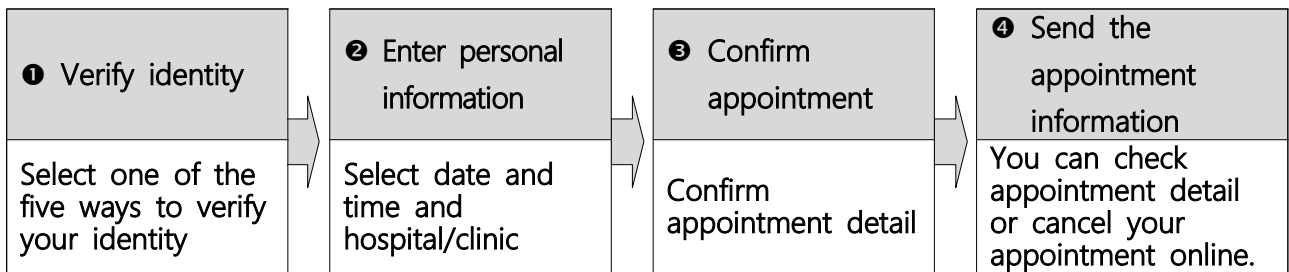 ❶ Verify identity
Select one of the
five ways to verify
your identity
❷ Enter personal
information
Select date and
time and
hospital/clinic
❸ Confirm
appointment
Confirm
appointment detail
❹ Send the
appointment
information
You can check
appointment detail
or cancel your
appointment online.